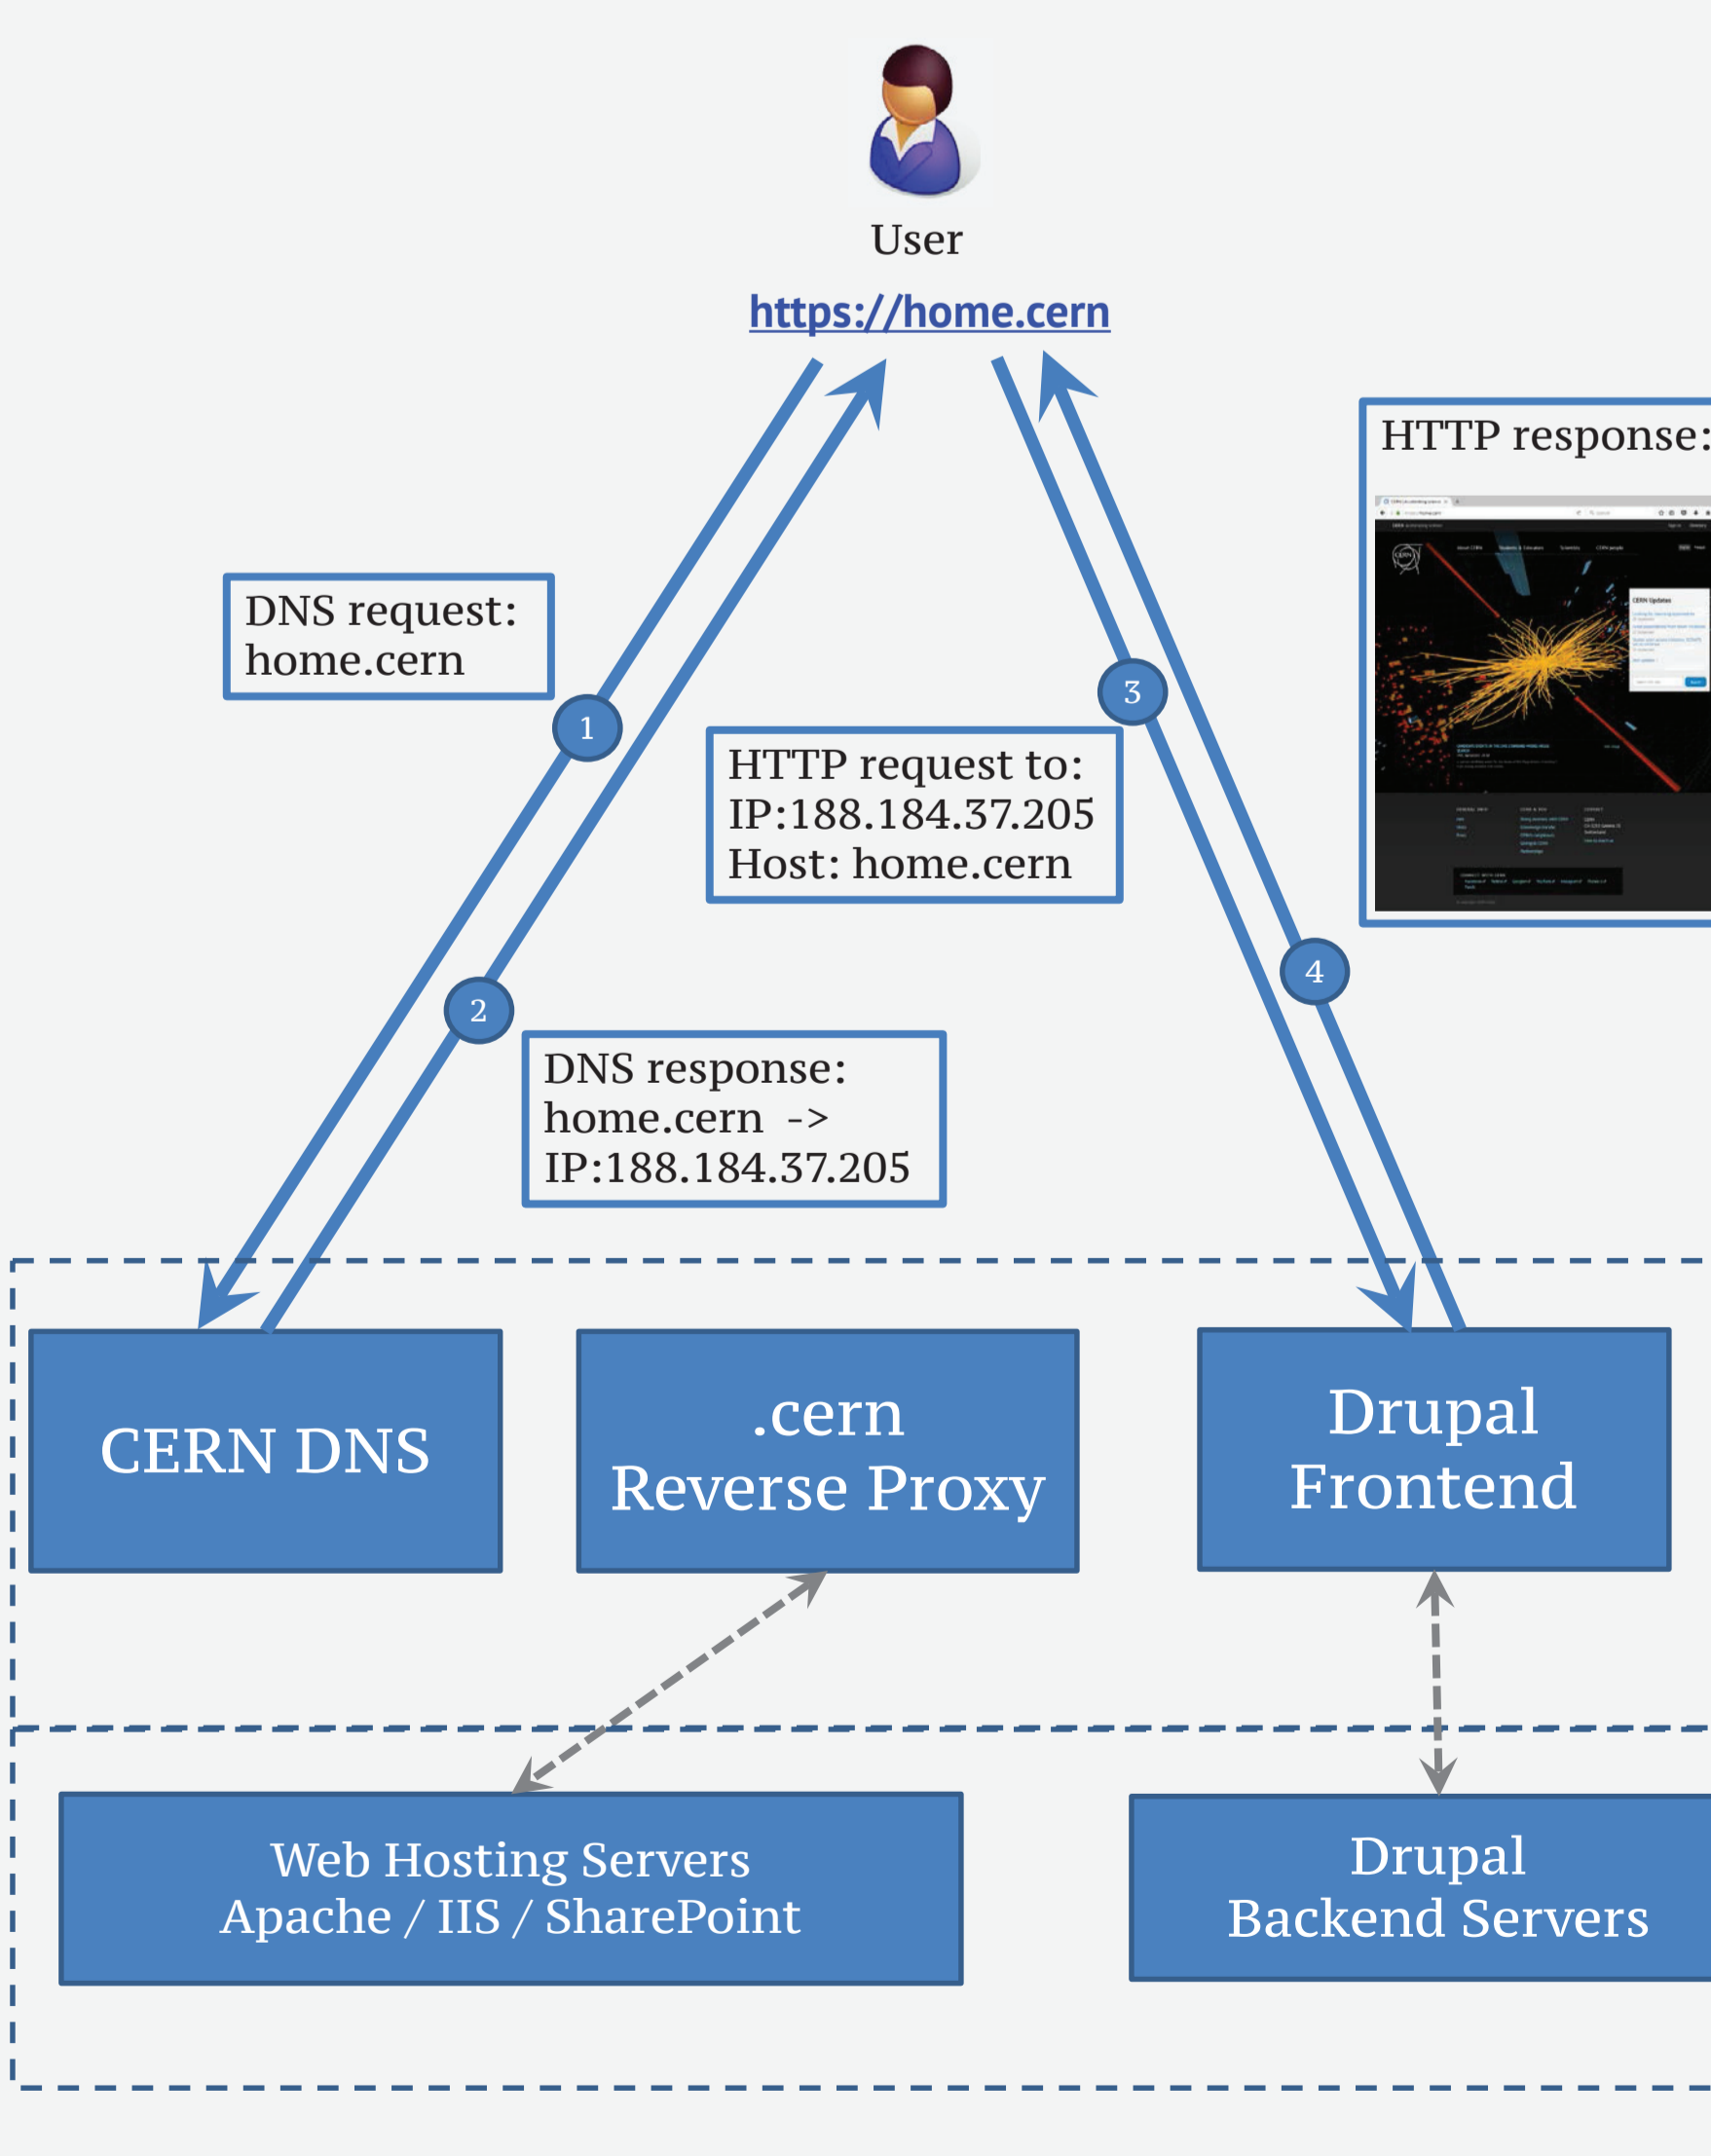 User
https://home.cern
HTTP response:
DNS request:
home.cern
1
3
HTTP request to:
IP:188.184.37.205
Host: home.cern
CERN Updates
4
2
DNS response:
home.cern ->
IP:188.184.37.205
CERN DNS
.cern
Reverse Proxy
Drupal
Frontend
Web Hosting Servers
Apache / IIS / SharePoint
Drupal
Backend Servers